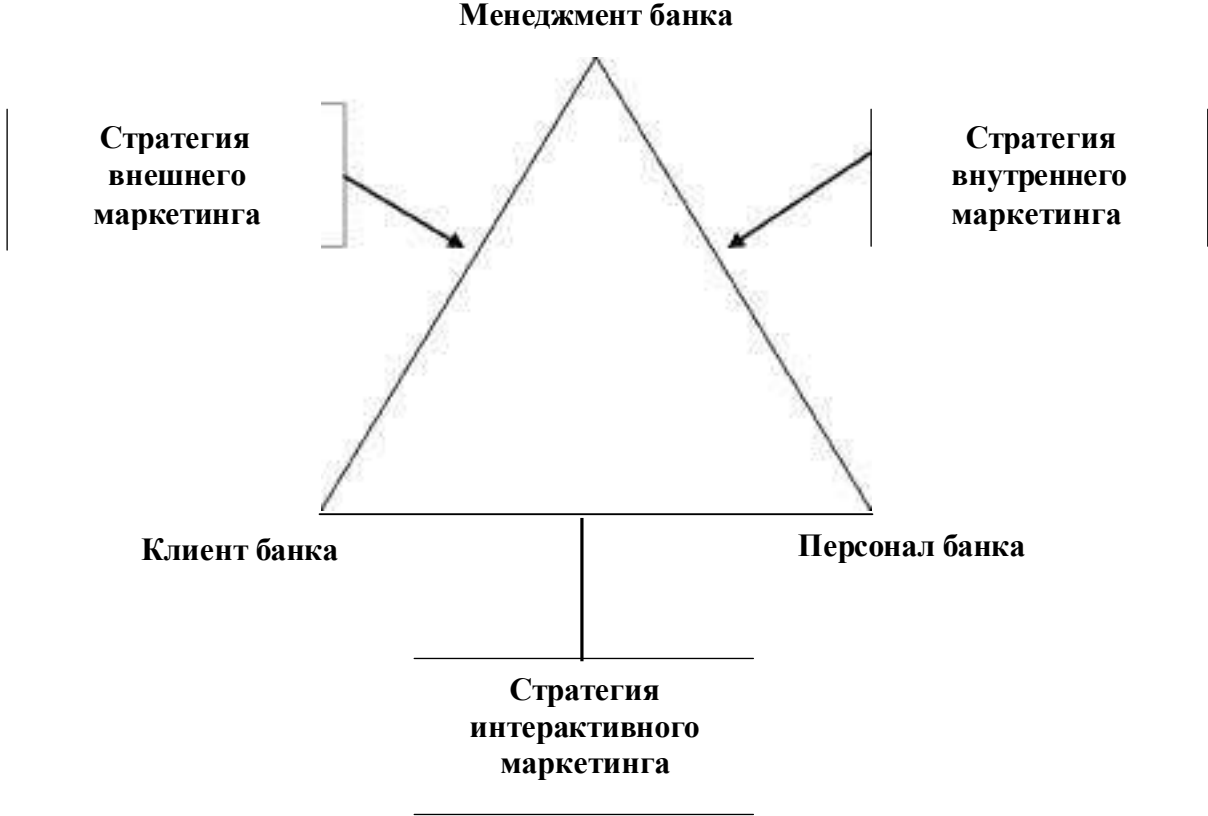 Менеджмент банка
Стратегия
внешнего
маркетинга
Стратегия
внутреннего
маркетинга
Клиент банка
Персонал банка
Стратегия
интерактивного
маркетинга